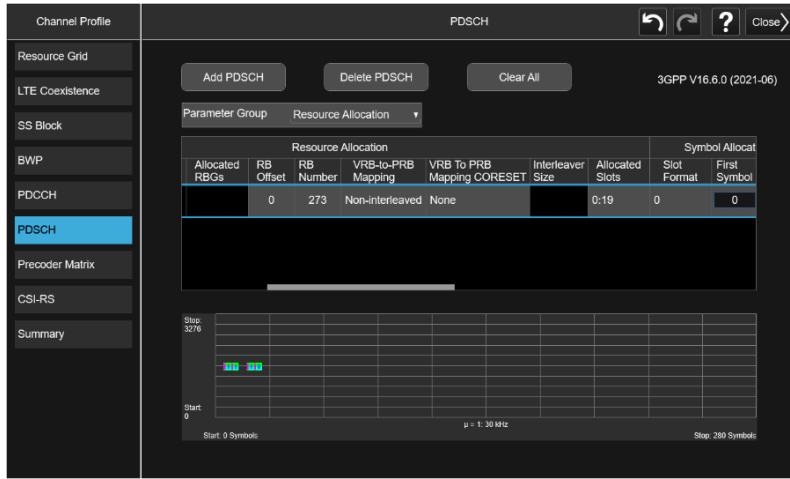 Channel Profile
PDSCH
?
Close
Resource Grid
LTE Coexistence
SS Block
BWP
PDCCH
PDSCH
Precoder Matrix
CSI-RS
Summary
Add PDSCH
Delete PDSCH
Clear All
3GPP V16.6.0 (2021-06)
Parameter Group
Resource Allocation
Resource Allocation
Symbol Allocat
Allocated RBGs
RB Offset
RB Number
VRB-to-PRB Mapping
VRB To PRB Mapping CORESET
Interleaver Size
Allocated Slots
Slot Format
First Symbol
0
273
Non-interleaved
None
0:19
0
0
Stop:
3276
Start:
0
µ = 1: 30 kHz
Start: 0 Symbols
Stop: 280 Symbols